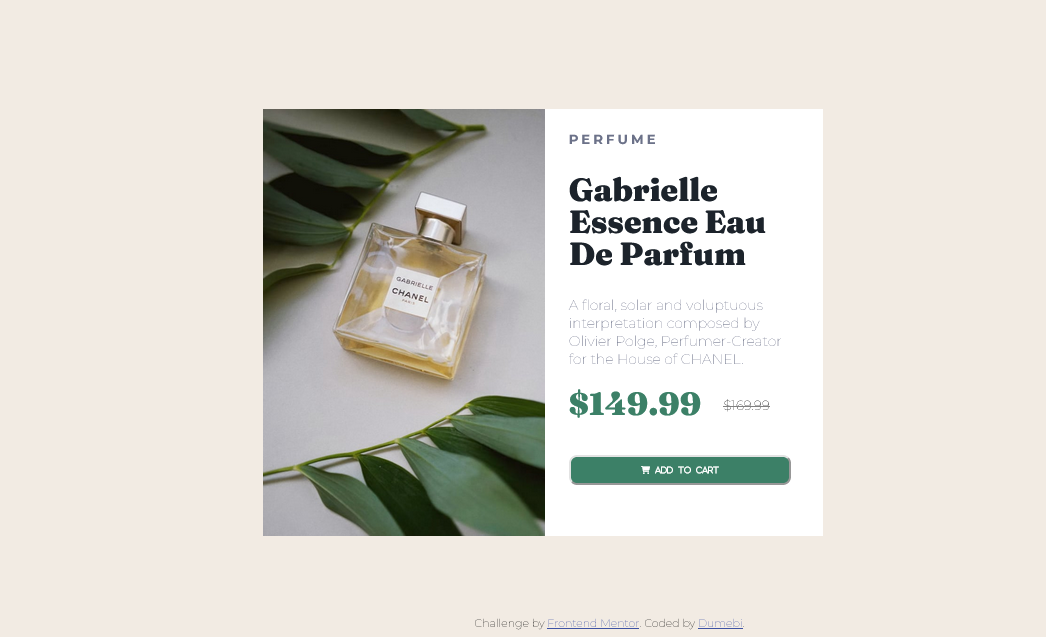 PERFUME
Gabrielle
Essence Eau
De Parfum
A floral, solar and voluptuous
interpretation composed by
Olivier Polge, Perfumer-Creator
for the House of CHANEL.
$149.99 $169.99
ADD TO CART
GABRIELLE
CHANEL
PARIS
Challenge by Frontend Mentor. Coded by Dumebi.